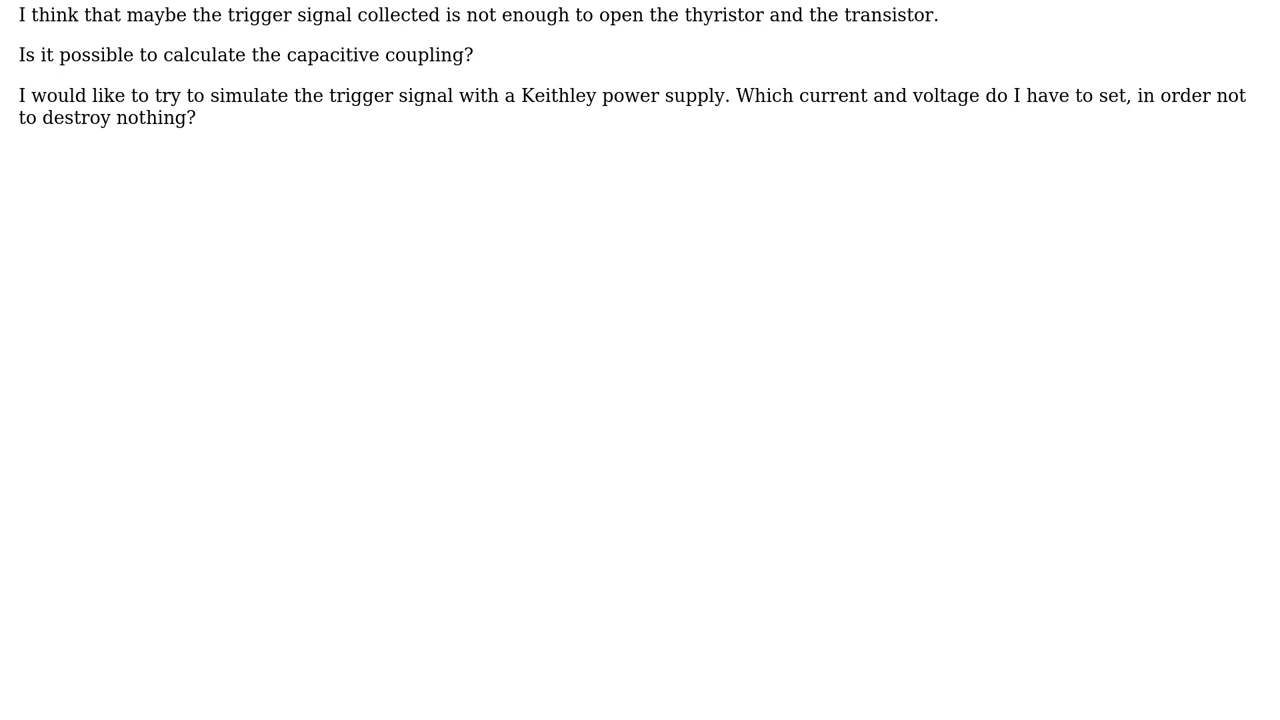 I think that maybe the trigger signal collected is not enough to open the thyristor and the transistor.
Is it possible to calculate the capacitive coupling?
I would like to try to simulate the trigger signal with a Keithley power supply. Which current and voltage do I have to set, in order not
to destroy nothing?